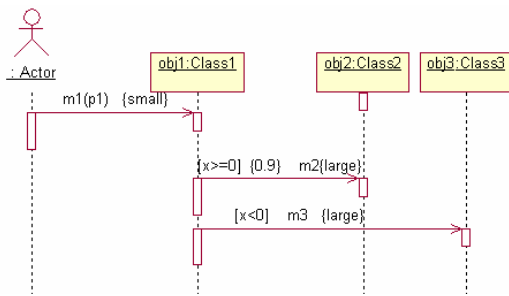 : Actor
obj1:Class1
obj2:Class2
obj3:Class3
m1(p1) {small}
[x>=0] {0.9} m2{large}
[x<0] m3 {large}